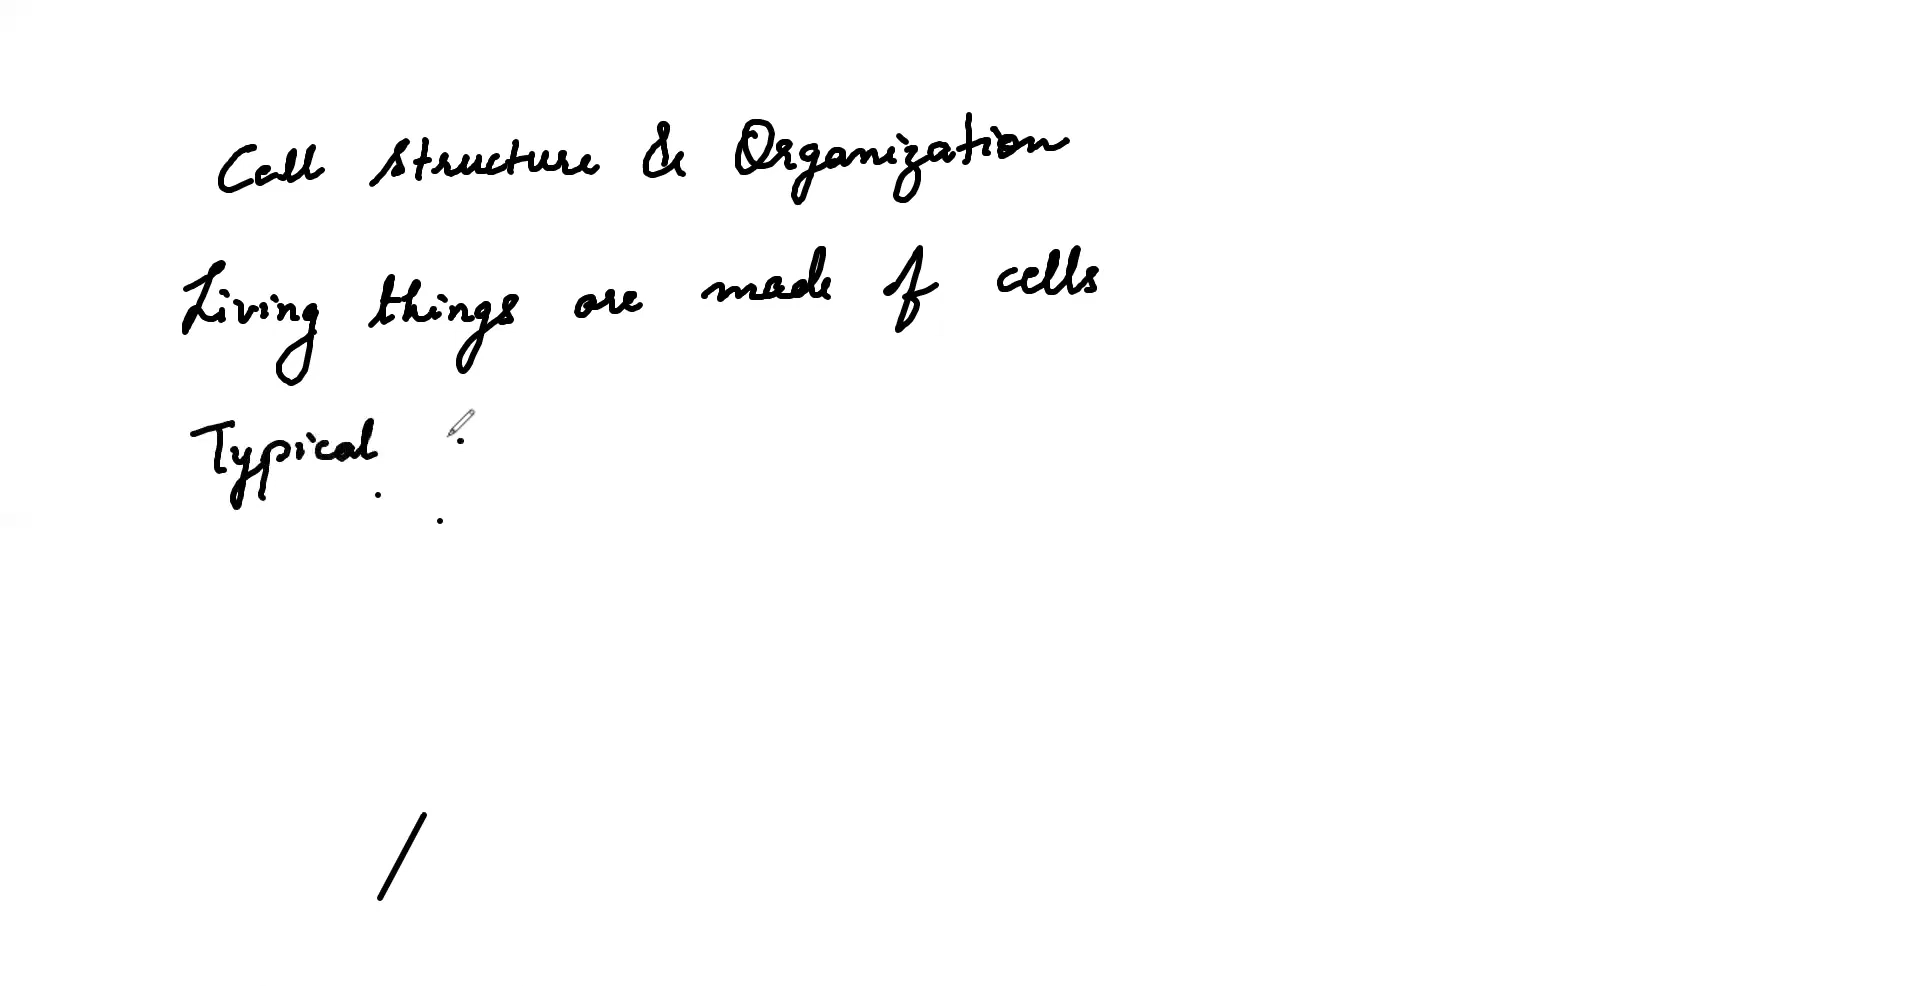 Cell structure & Organization
Living things are made of cells
Typical